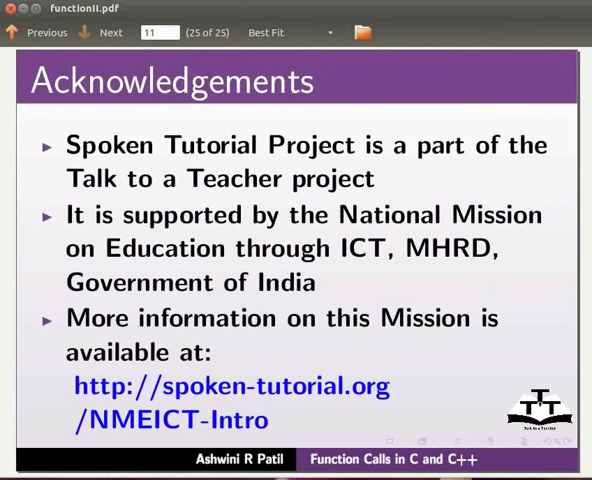 functionII.pdf
Previous Next 11 (25 of 25) Best Fit
Acknowledgements
Spoken Tutorial Project is a part of the
Talk to a Teacher project
It is supported by the National Mission
on Education through ICT, MHRD,
Government of India
More information on this Mission is
available at:
http://spoken-tutorial.org
/NMEICT-Intro
TTT
Ashwini R Patil Function Calls in C and C++